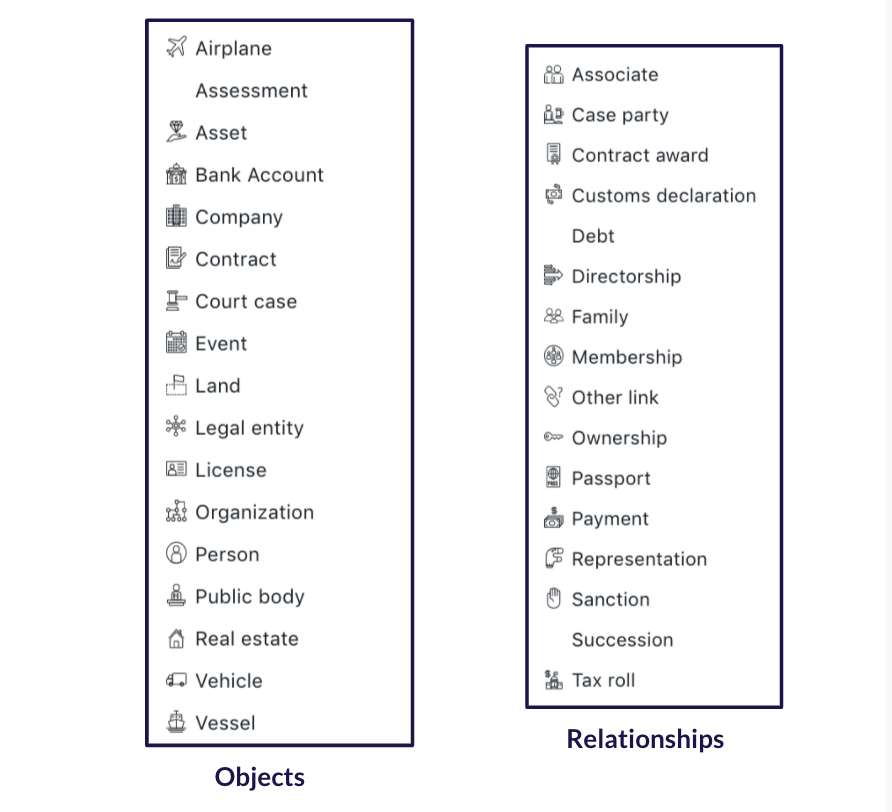 Airplane
Assessment
Asset
Bank Account
Company
Contract
Court case
Event
Land
Legal entity
License
Organization
Person
Public body
Real estate
Vehicle
Vessel
Objects
Associate
Case party
Contract award
Customs declaration
Debt
Directorship
Family
Membership
Other link
Ownership
Passport
Payment
Representation
Sanction
Succession
Tax roll
Relationships